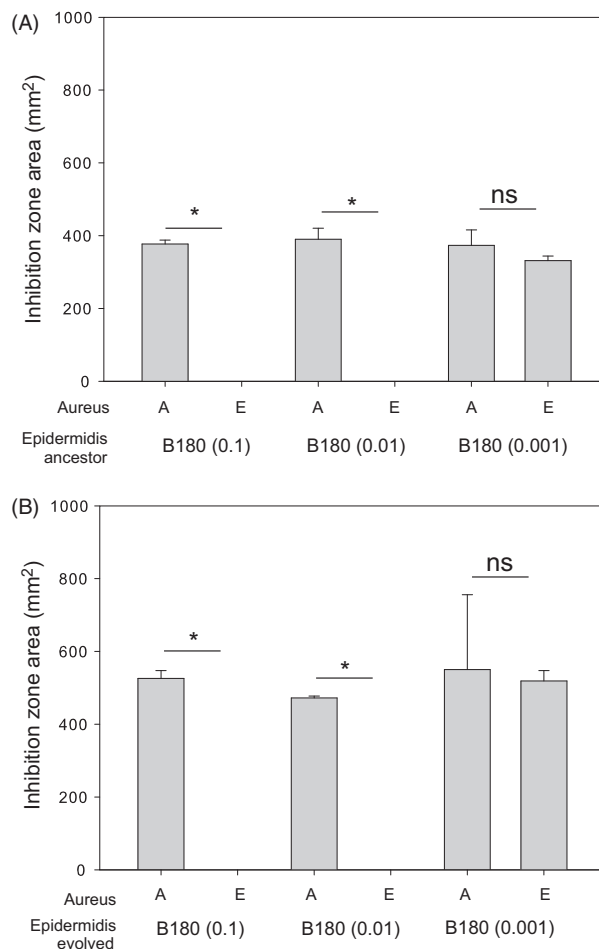 (A)
1000
800
600
400
200
0
Inhibition zone area (mm²)
* * ns
Aureus A E A E A E
Epidermidis ancestor B180 (0.1) B180 (0.01) B180 (0.001)
(B)
1000
800
600
400
200
0
Inhibition zone area (mm²)
* * ns
Aureus A E A E A E
Epidermidis evolved B180 (0.1) B180 (0.01) B180 (0.001)